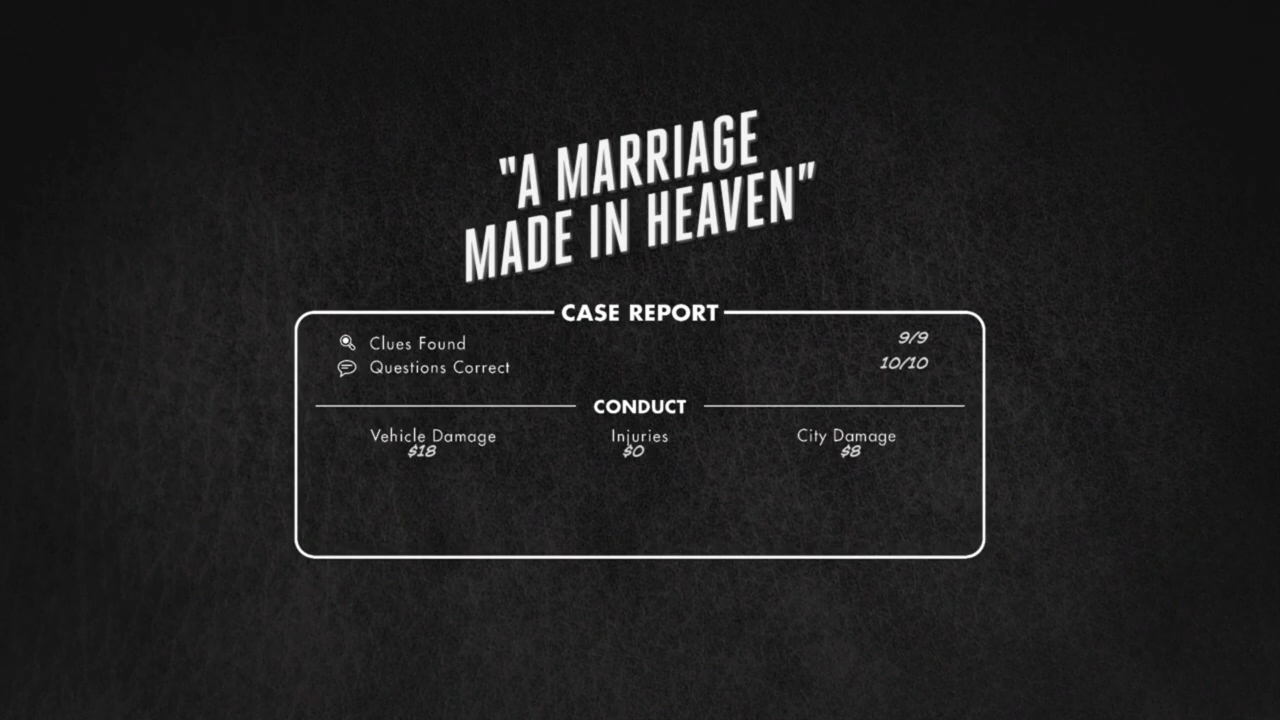 "A MARRIAGE
MADE IN HEAVEN"
CASE REPORT
Clues Found 9/9
Questions Correct 10/10
CONDUCT
Vehicle Damage Injuries City Damage
$18 $0 $8